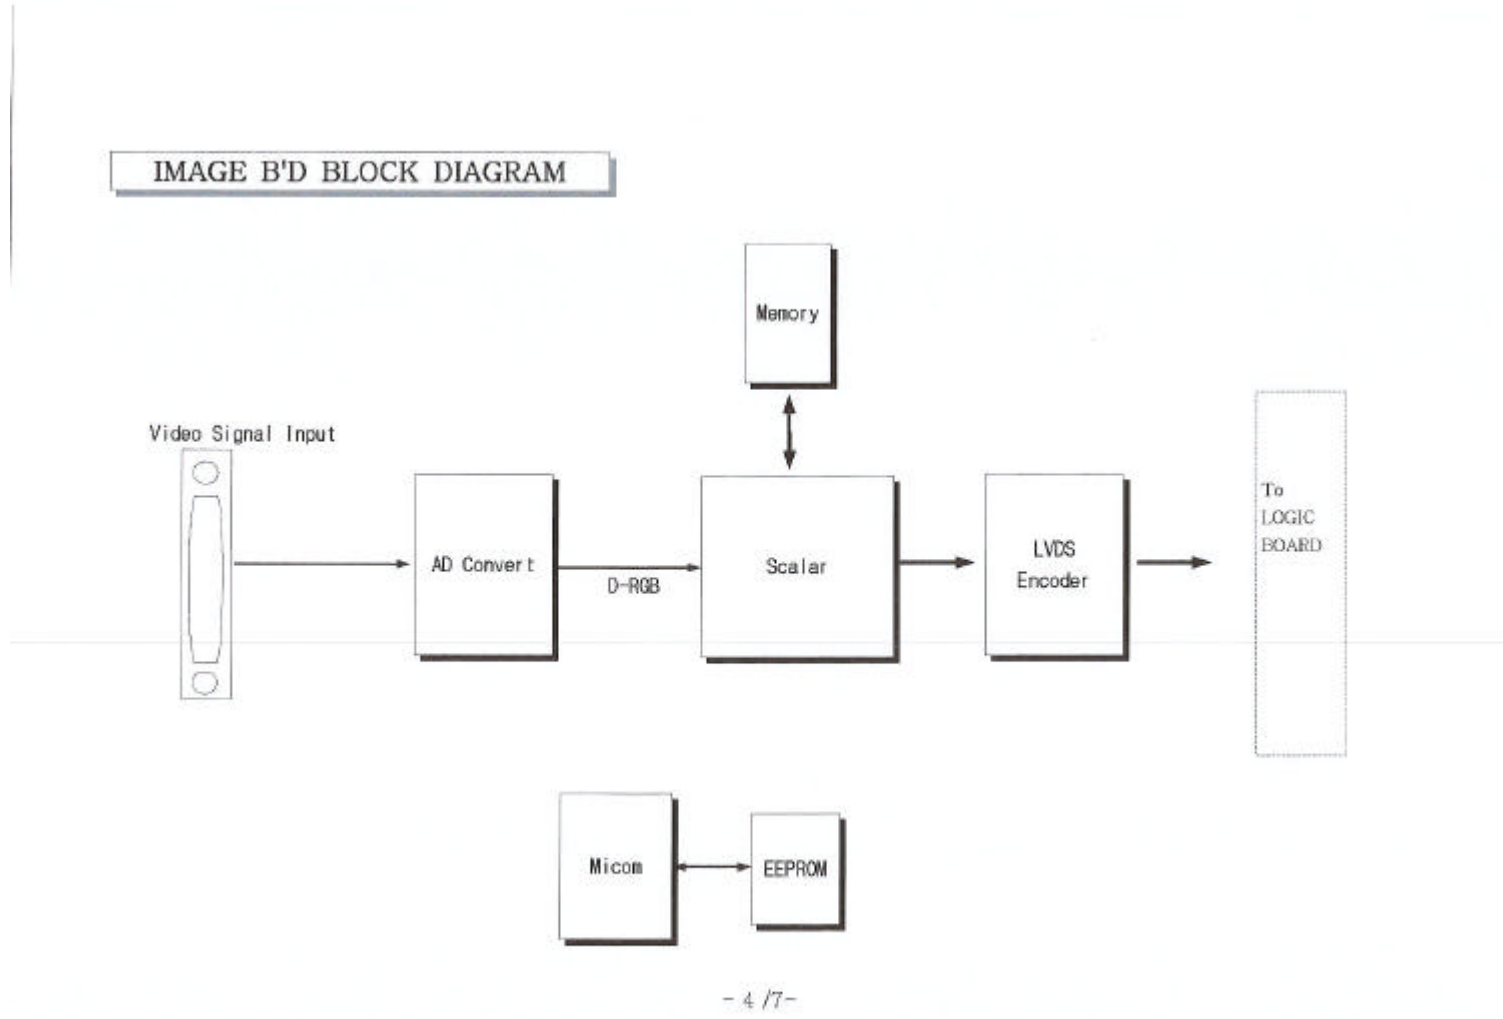 IMAGE B'D BLOCK DIAGRAM
Memory
Video Signal Input
AD Convert
D-RGB
Scalar
LVDS
Encoder
To
LOGIC
BOARD
Micom
EEPROM
- 4 /7-